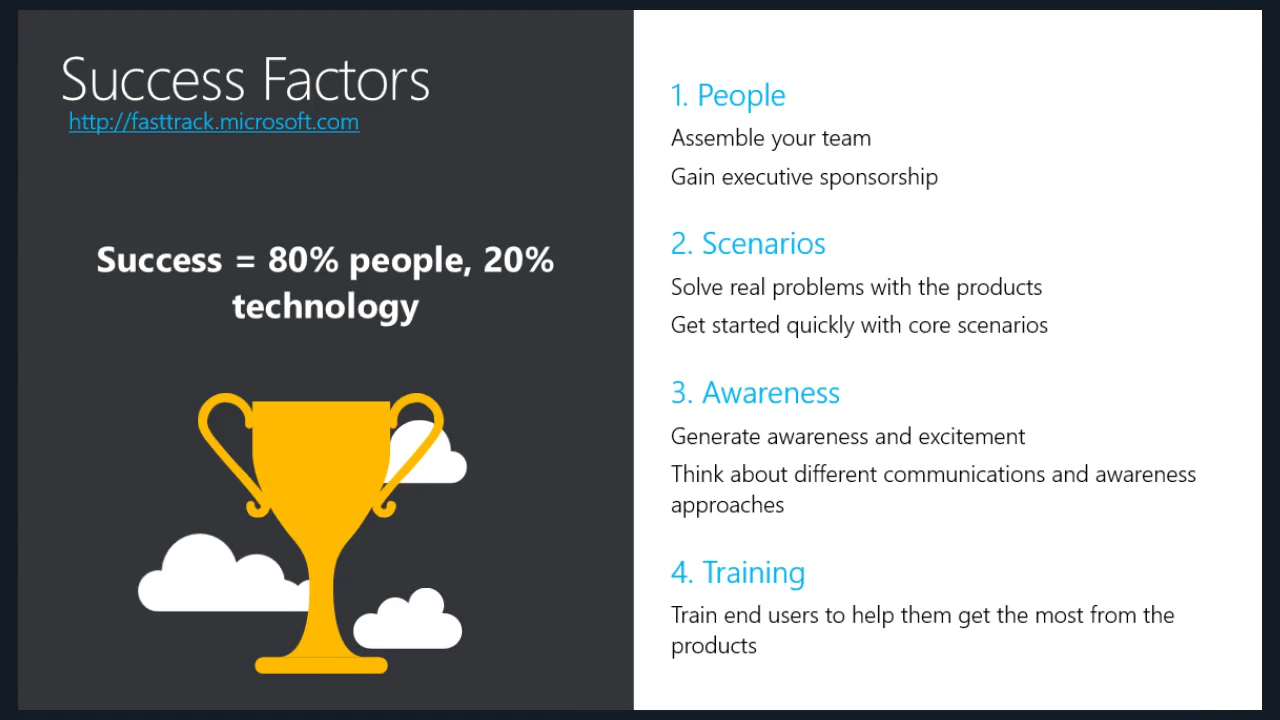 Success Factors
http://fasttrack.microsoft.com
Success = 80% people, 20%
technology
1. People
Assemble your team
Gain executive sponsorship
2. Scenarios
Solve real problems with the products
Get started quickly with core scenarios
3. Awareness
Generate awareness and excitement
Think about different communications and awareness
approaches
4. Training
Train end users to help them get the most from the
products